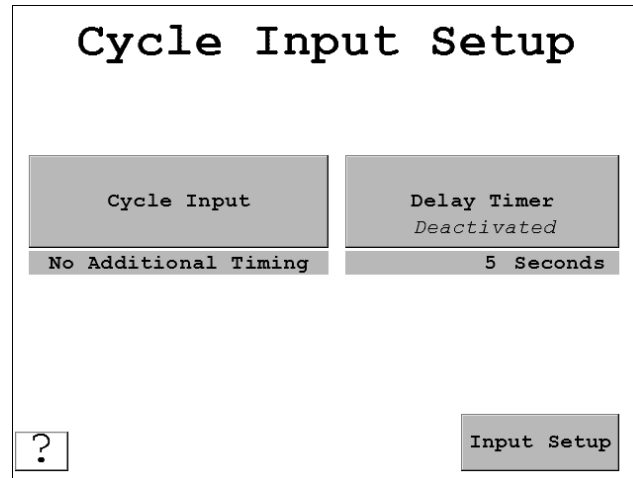 Cycle Input Setup
Cycle Input
Delay Timer
Deactivated
No Additional Timing
5 Seconds
?
Input Setup